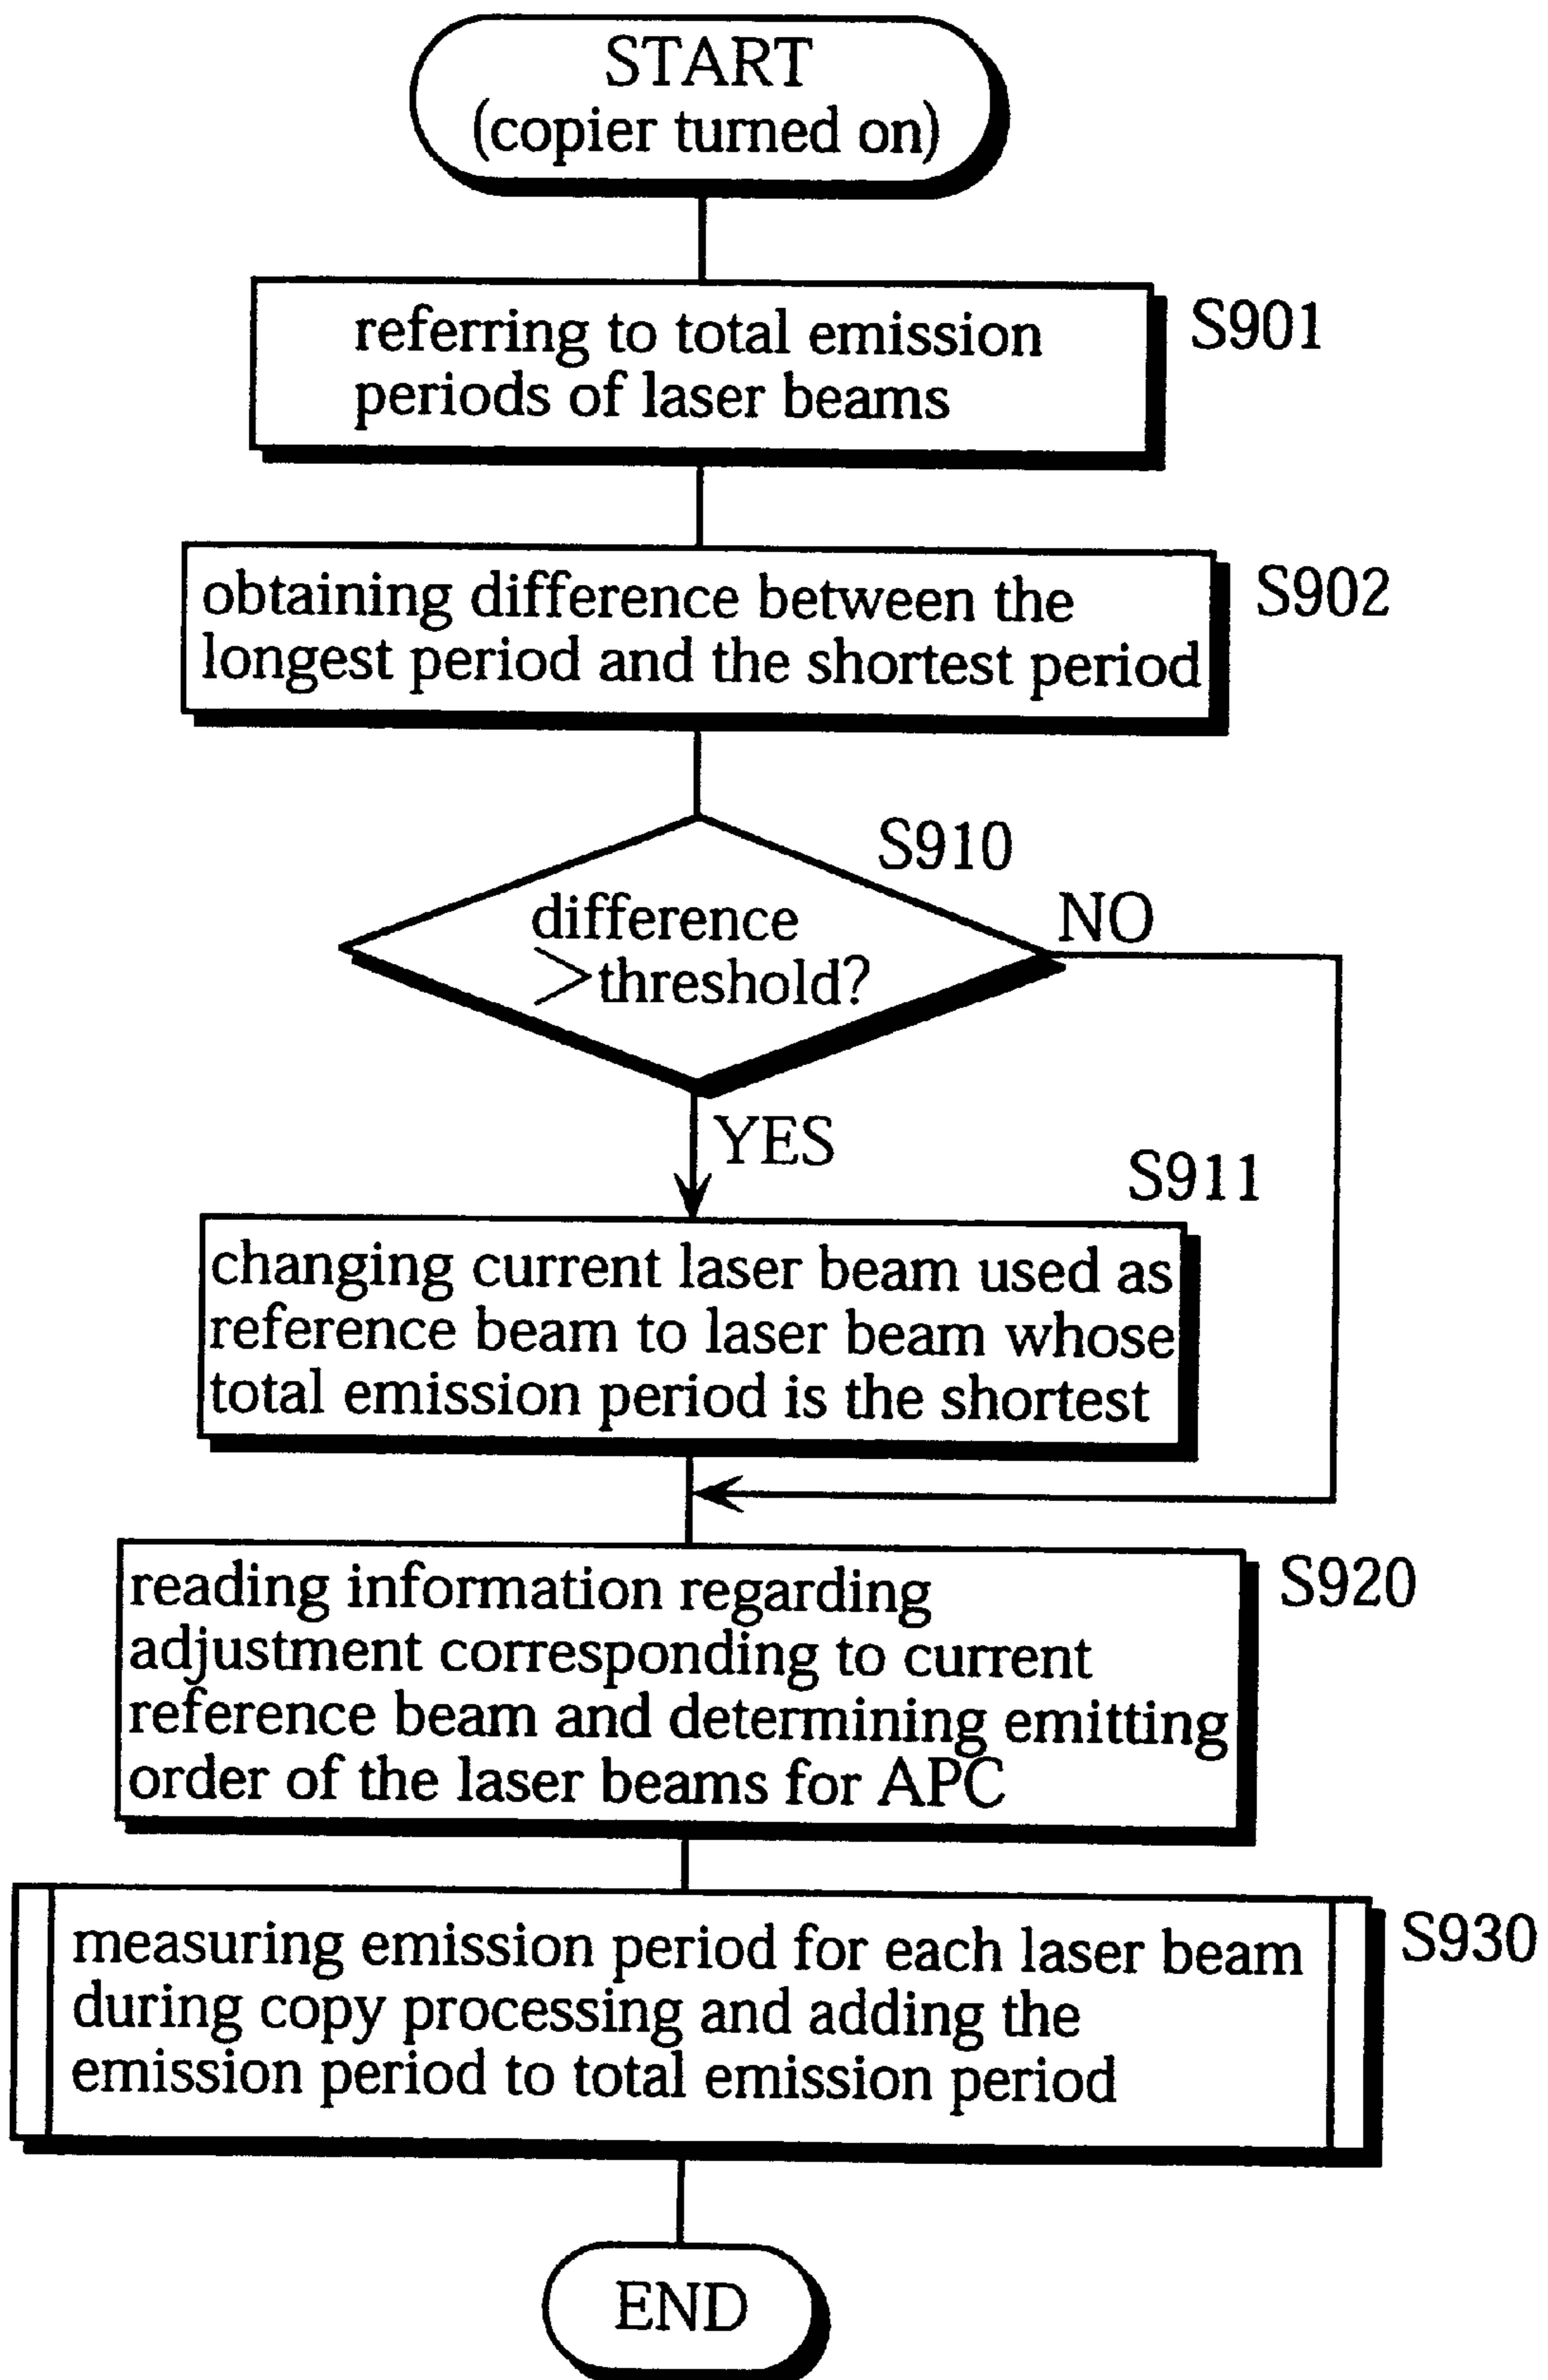 START
(copier turned on)
referring to total emission
periods of laser beams
S901
obtaining difference between the
longest period and the shortest period
S902
S910
difference
>threshold?
NO
YES
S911
changing current laser beam used as
reference beam to laser beam whose
total emission period is the shortest
reading information regarding
adjustment corresponding to current
reference beam and determining emitting
order of the laser beams for APC
S920
measuring emission period for each laser beam
during copy processing and adding the
emission period to total emission period
S930
END